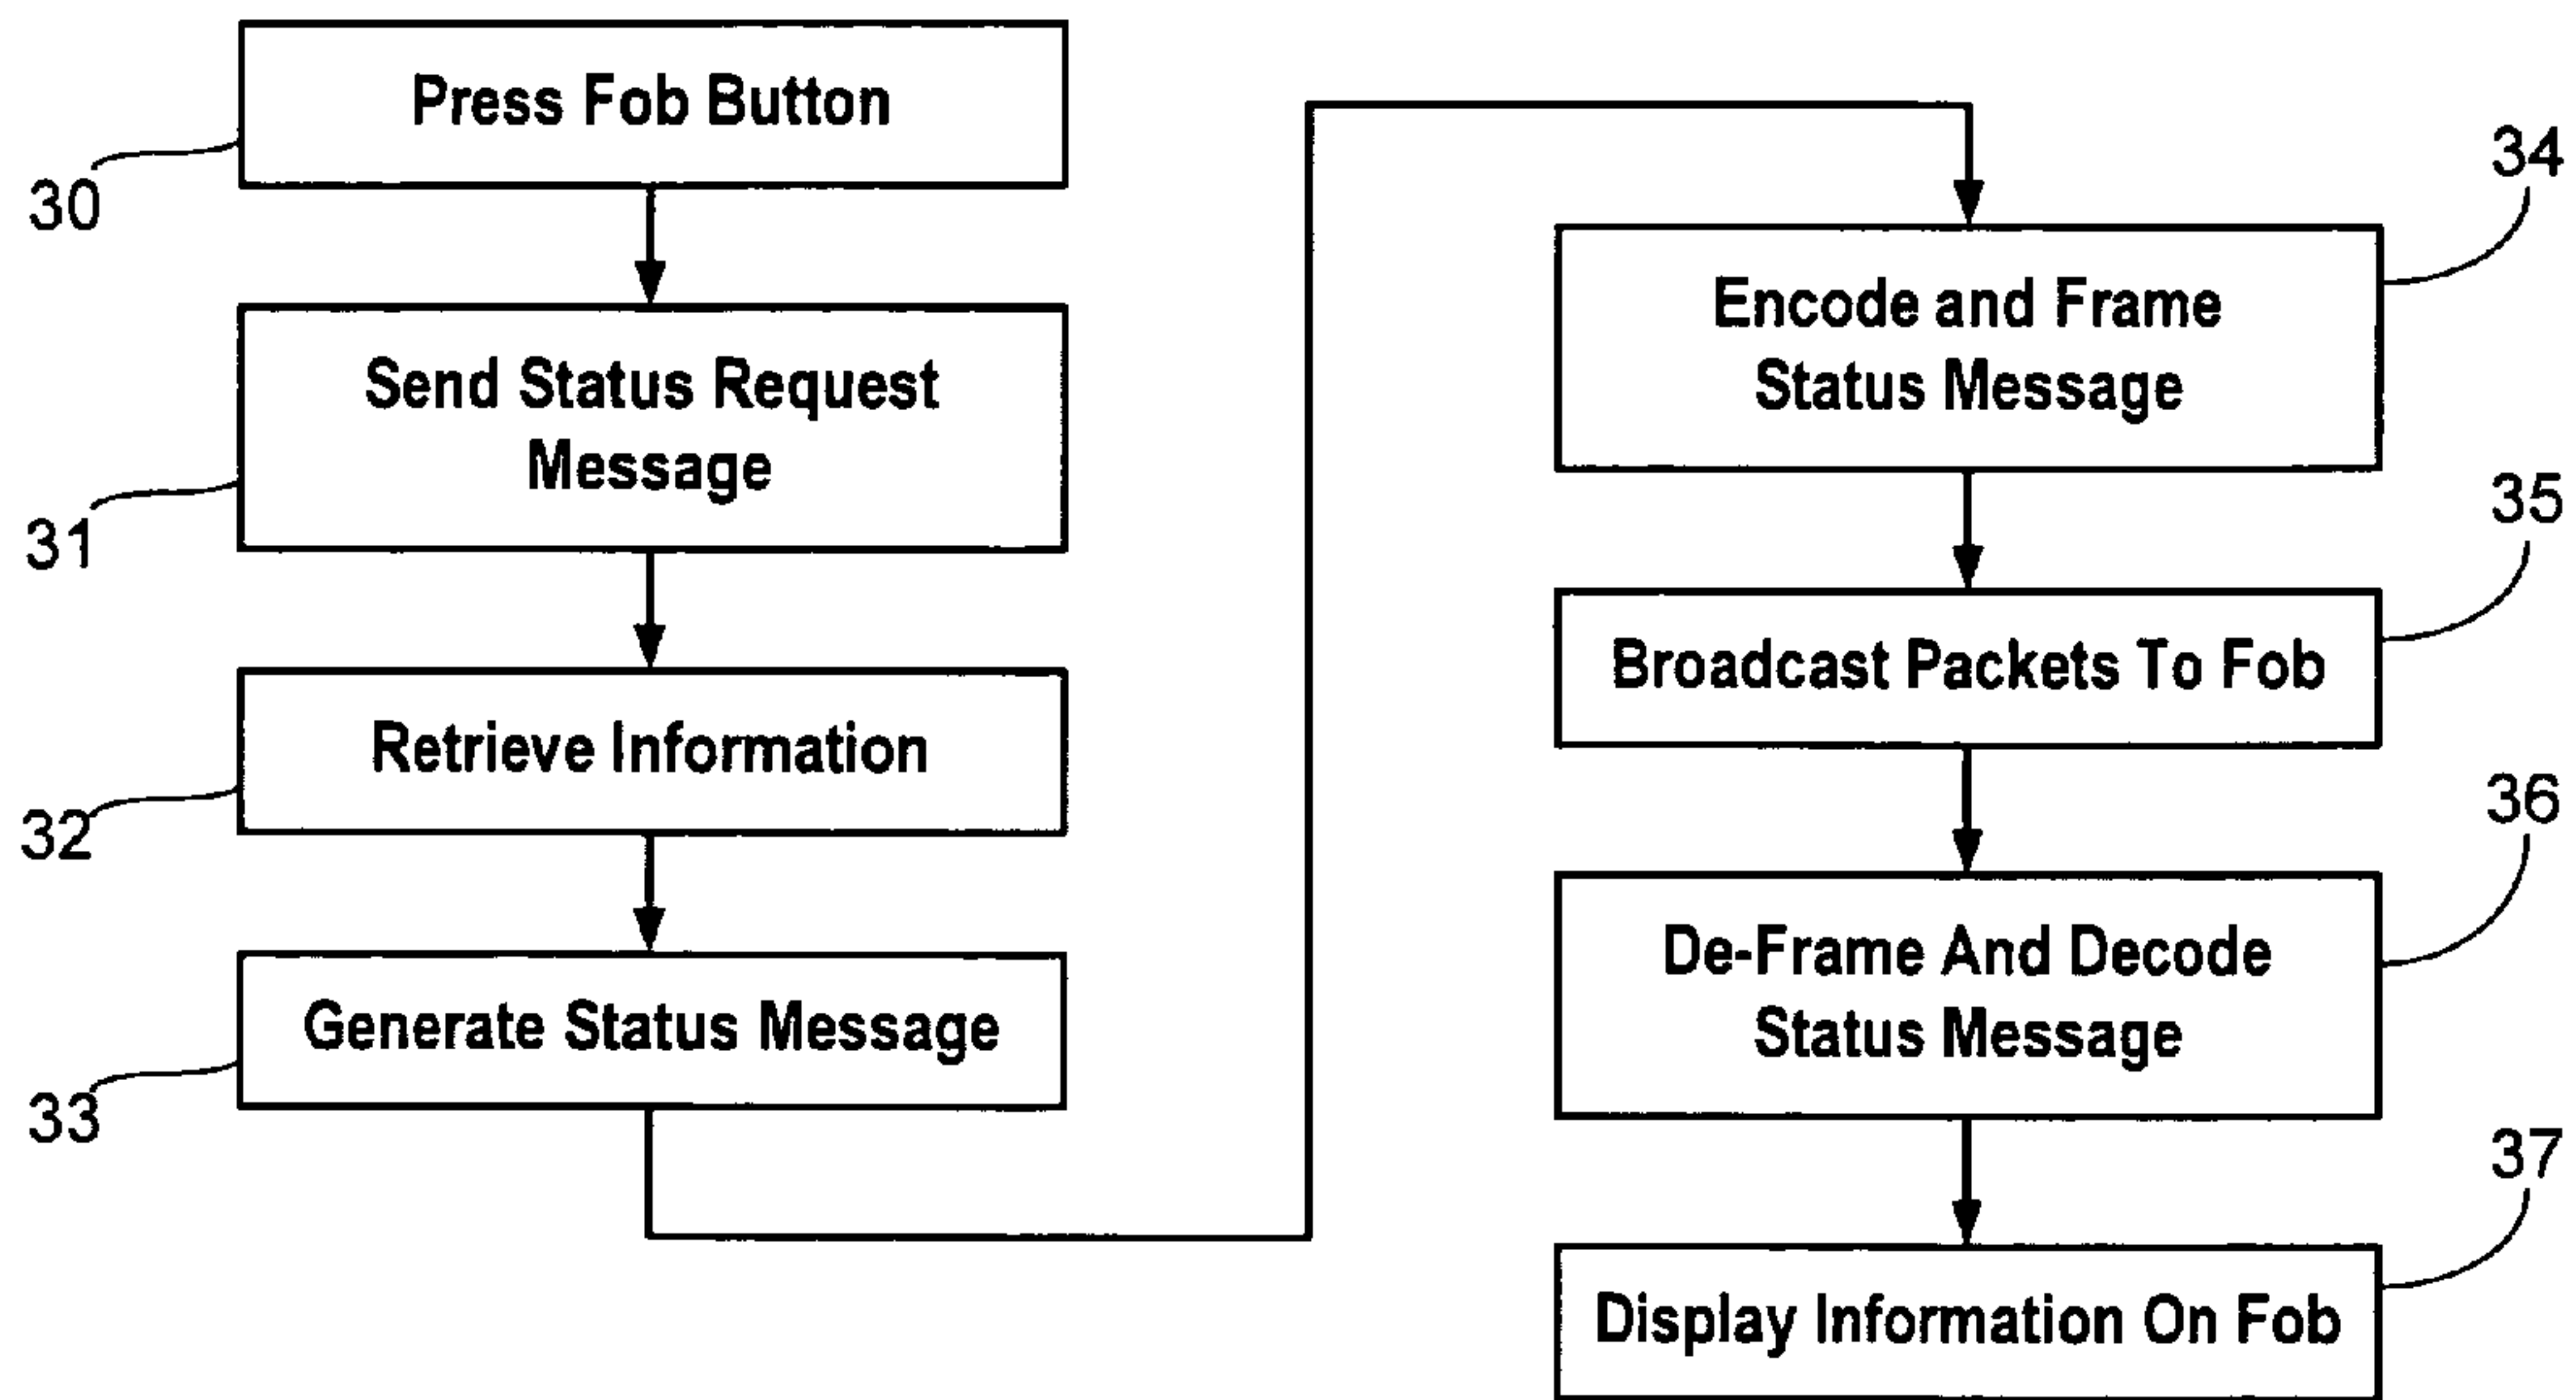 Press Fob Button
30
Send Status Request
Message
31
Retrieve Information
32
Generate Status Message
33
34
Encode and Frame
Status Message
35
Broadcast Packets To Fob
36
De-Frame And Decode
Status Message
37
Display Information On Fob